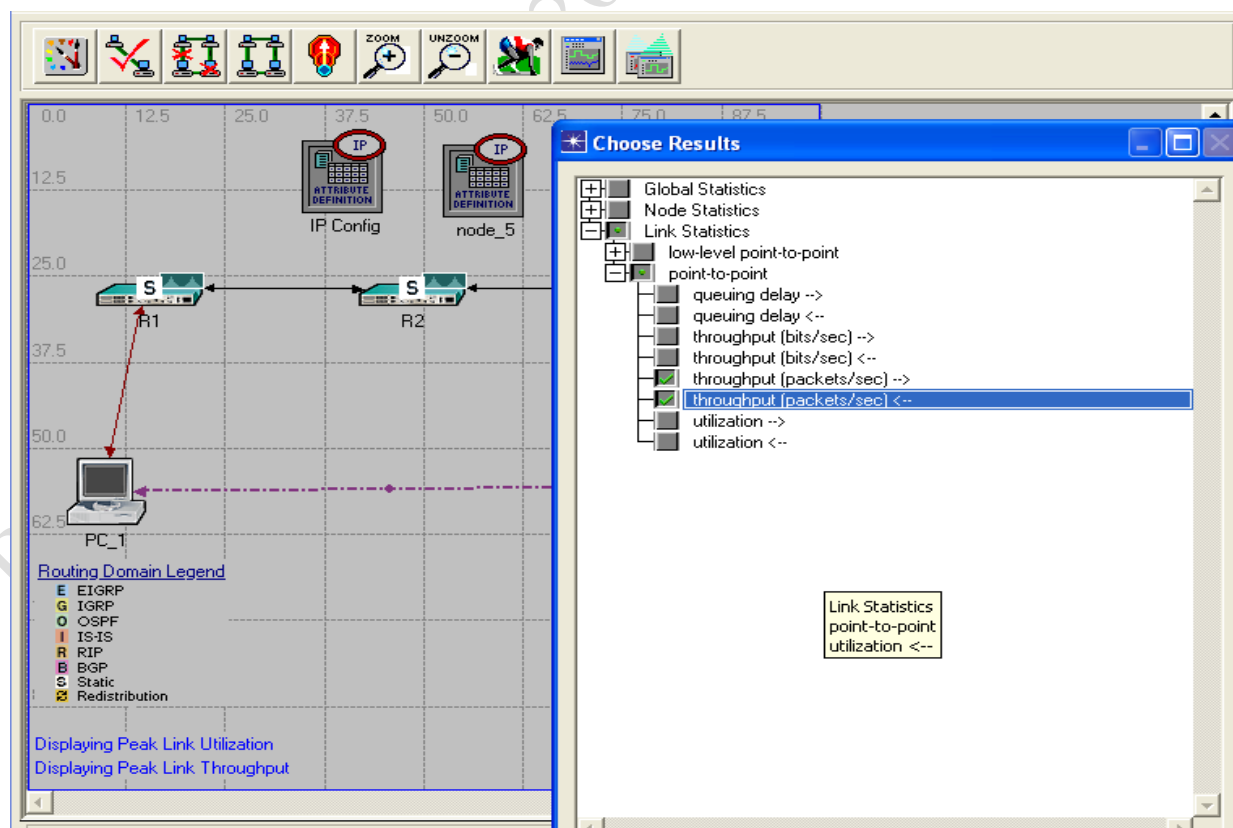 ZOOM
UNZOOM
0.0 12.5 25.0 37.5 50.0 62.5 75.0 87.5
Choose Results
IP
ATTRIBUTE
DEFINITION
IP Config
IP
ATTRIBUTE
DEFINITION
node_5
12.5
25.0
37.5
50.0
62.5
S
R1
S
R2
PC_1
Routing Domain Legend
E EIGRP
G IGRP
O OSPF
I IS-IS
R RIP
B BGP
S Static
Redistribution
Displaying Peak Link Utilization
Displaying Peak Link Throughput
Global Statistics
Node Statistics
Link Statistics
low-level point-to-point
point-to-point
queuing delay -->
queuing delay <--
throughput (bits/sec) -->
throughput (bits/sec) <--
throughput (packets/sec) -->
throughput (packets/sec) <--
utilization -->
utilization <--
Link Statistics
point-to-point
utilization <--